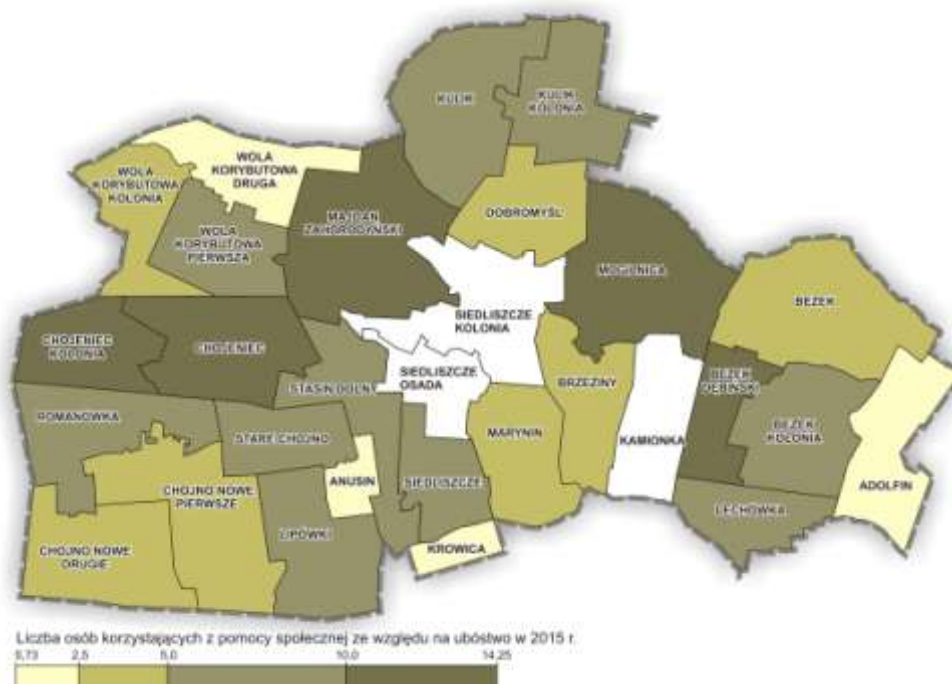 KULIK
KULIK
KOLONIA
WOLA
KORYBUTOWA
DRUGA
WOLA
KORYBUTOWA
KOLONIA
DOBROMYŚL
MAJDAN
ZAHORODYŃSKI
WOLA
KORYBUTOWA
PIERWSZA
MOGILNICA
BEZEK
SIEDLISZCZE
KOLONIA
CHOJENIEC
KOLONIA
CHOJENIEC
SIEDLISZCZE
OSADA
STASIN DOLNY
BRZEZINY
BEZEK
DĘBIŃSKI
ROMANÓWKA
STARE CHOJNO
MARYNIN
KAMIONKA
BEZEK
KOLONIA
ANUSIN
SIEDLISZCZE
ADOLFIN
CHOJNO NOWE
PIERWSZE
LECHÓWKA
LIPÓWKI
KROWICA
CHOJNO NOWE
DRUGIE
Liczba osób korzystających z pomocy społecznej ze względu na ubóstwo w 2015 r.
2,5 5,0 10,0 14,25